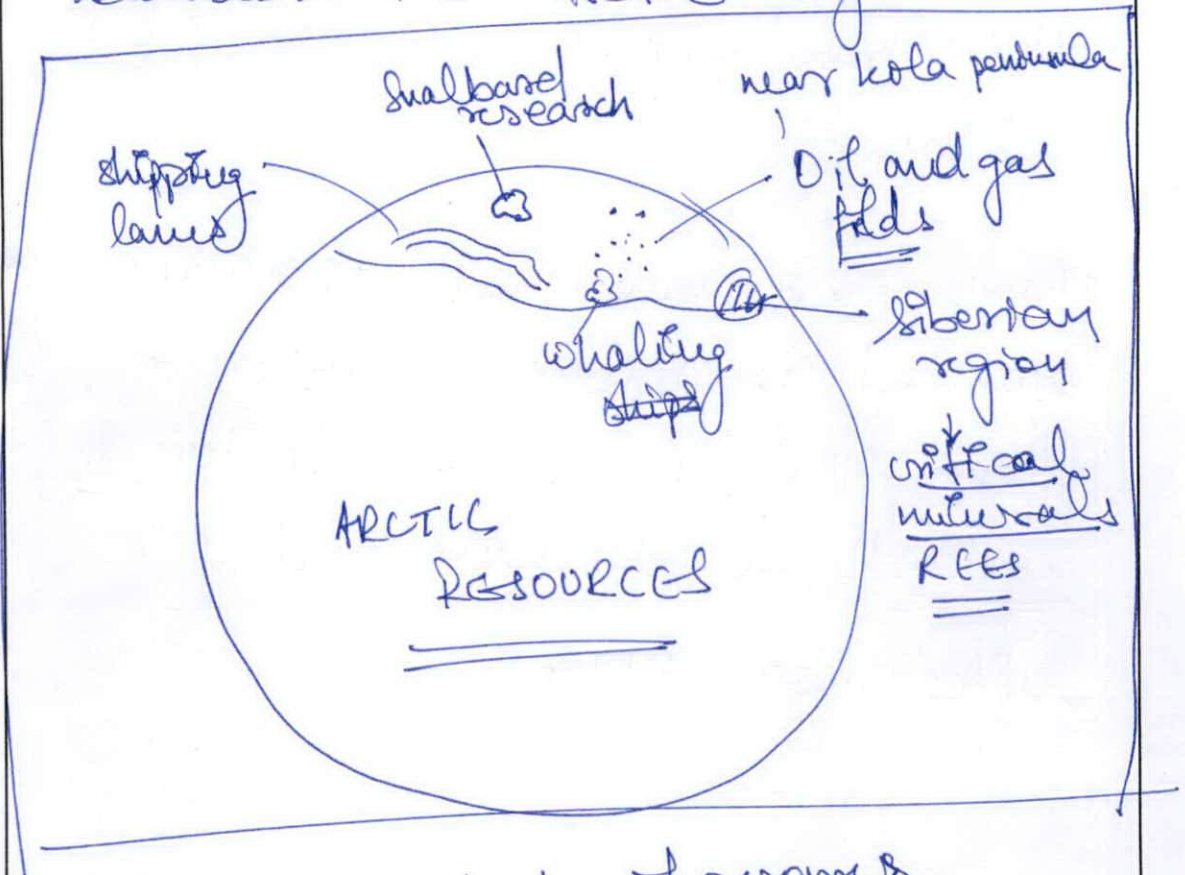 Svalbard
research
near kola peninsula
shipping
lanes
Oil and gas
fields
whaling
ships
Siberian
region
critical
minerals
REEs
ARCTIC
RESOURCES